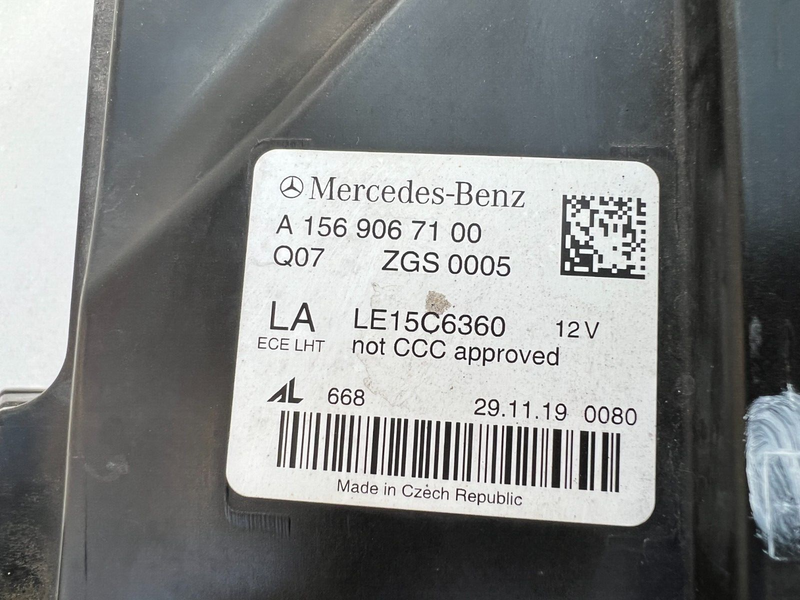 Mercedes-Benz
A 156 906 71 00
Q07 ZGS 0005
LA LE15C6360 12V
ECE LHT not CCC approved
AL 668 29.11.19 0080
Made in Czech Republic